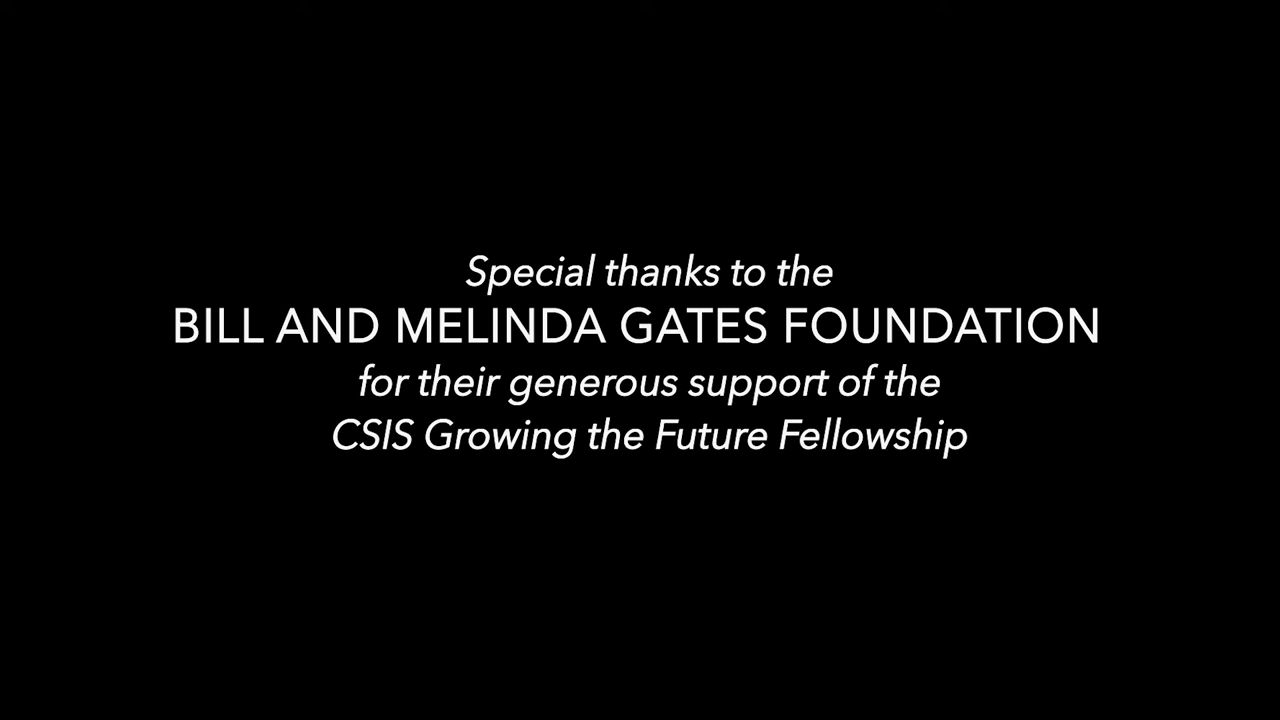 Special thanks to the
BILL AND MELINDA GATES FOUNDATION
for their generous support of the
CSIS Growing the Future Fellowship